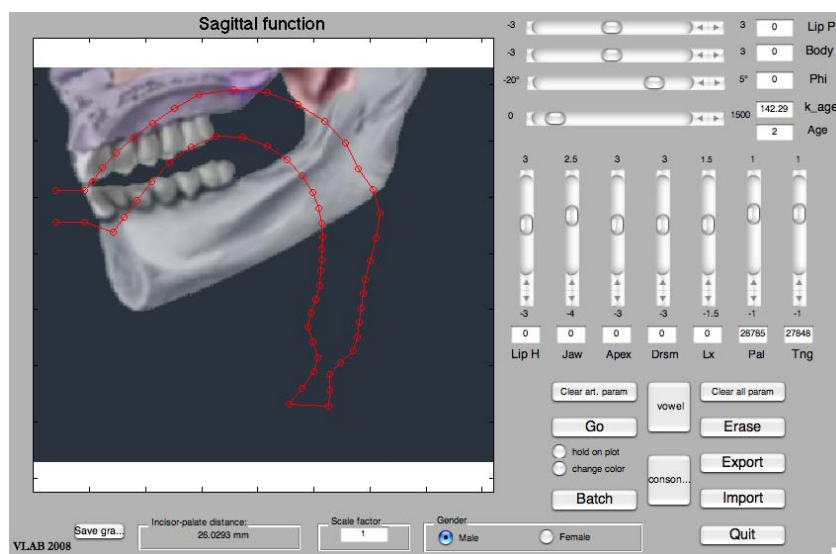 Sagittal function
-3 3 0 Lip P
-3 3 0 Body
-20° 5° 0 Phi
0 1500 142.29 k_age
2 Age
3 2.5 3 3 1.5 1 1
-3 -4 -3 -3 -1.5 -1 -1
0 0 0 0 0 28785 27848
Lip H Jaw Apex Drsm Lx Pal Tng
Clear art. param vowel Clear all param
Go Erase
hold on plot
change color
conson... Export
Batch Import
Quit
Save gra...
Incisor-palate distance:
26.0293 mm
Scale factor
1
Gender
Male Female
VLAB 2008